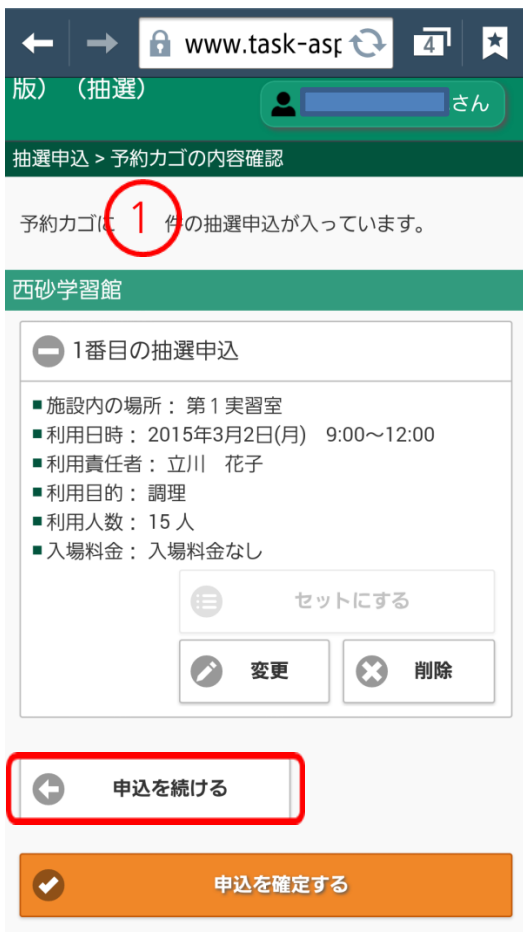 www.task-asp
4
版）（抽選）
さん
抽選申込 > 予約カゴの内容確認
予約カゴに 1 件の抽選申込が入っています。
西砂学習館
1番目の抽選申込
■施設内の場所： 第１実習室
■利用日時： 2015年3月2日(月)　9:00～12:00
■利用責任者： 立川　花子
■利用目的： 調理
■利用人数： 15 人
■入場料金： 入場料金なし
セットにする
変更
削除
申込を続ける
申込を確定する